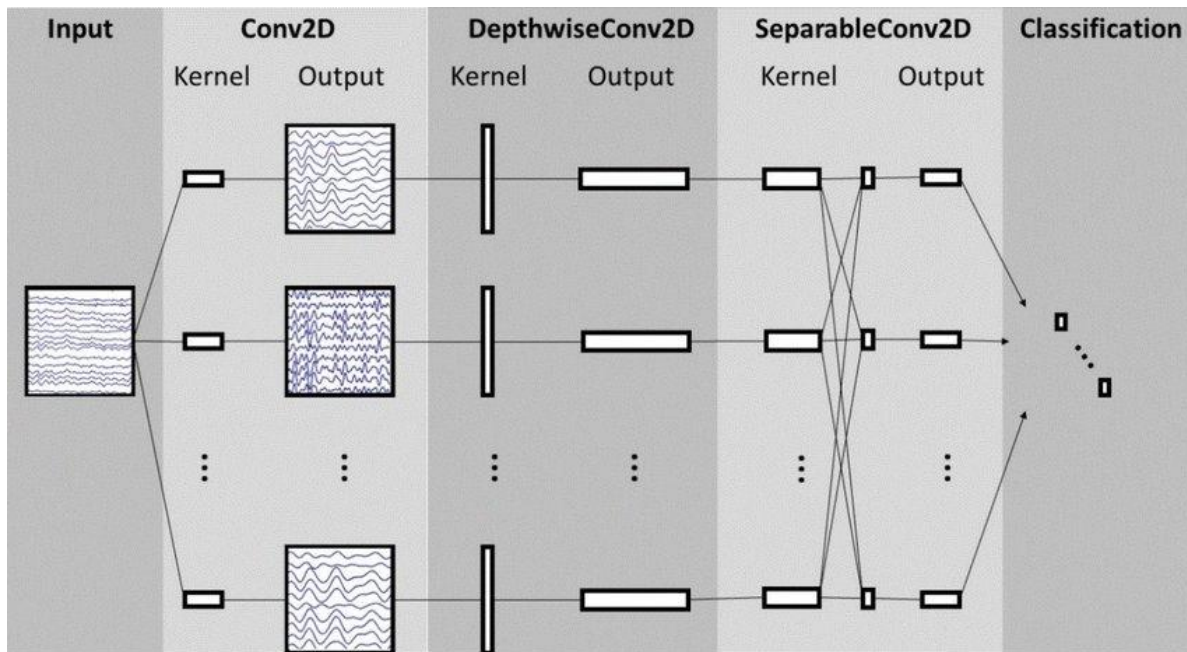 Input Conv2D DepthwiseConv2D SeparableConv2D Classification
Kernel Output Kernel Output Kernel Output